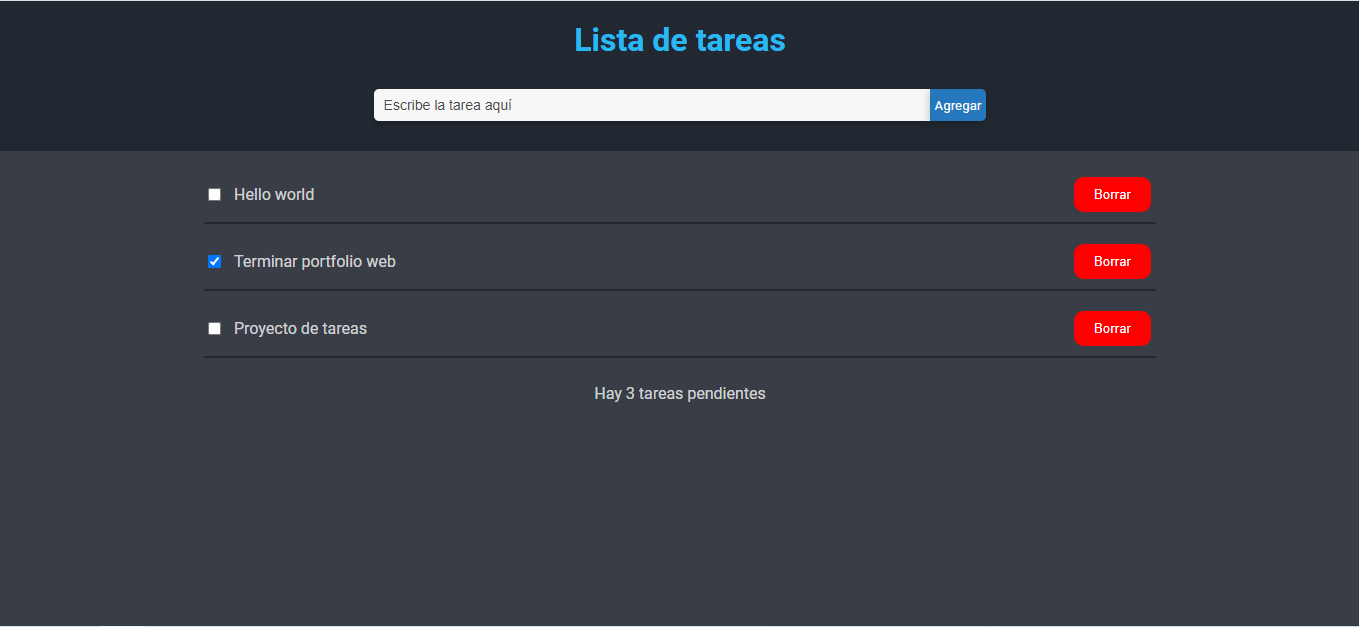 Lista de tareas
Escribe la tarea aquí Agregar
Hello world Borrar
Terminar portfolio web Borrar
Proyecto de tareas Borrar
Hay 3 tareas pendientes